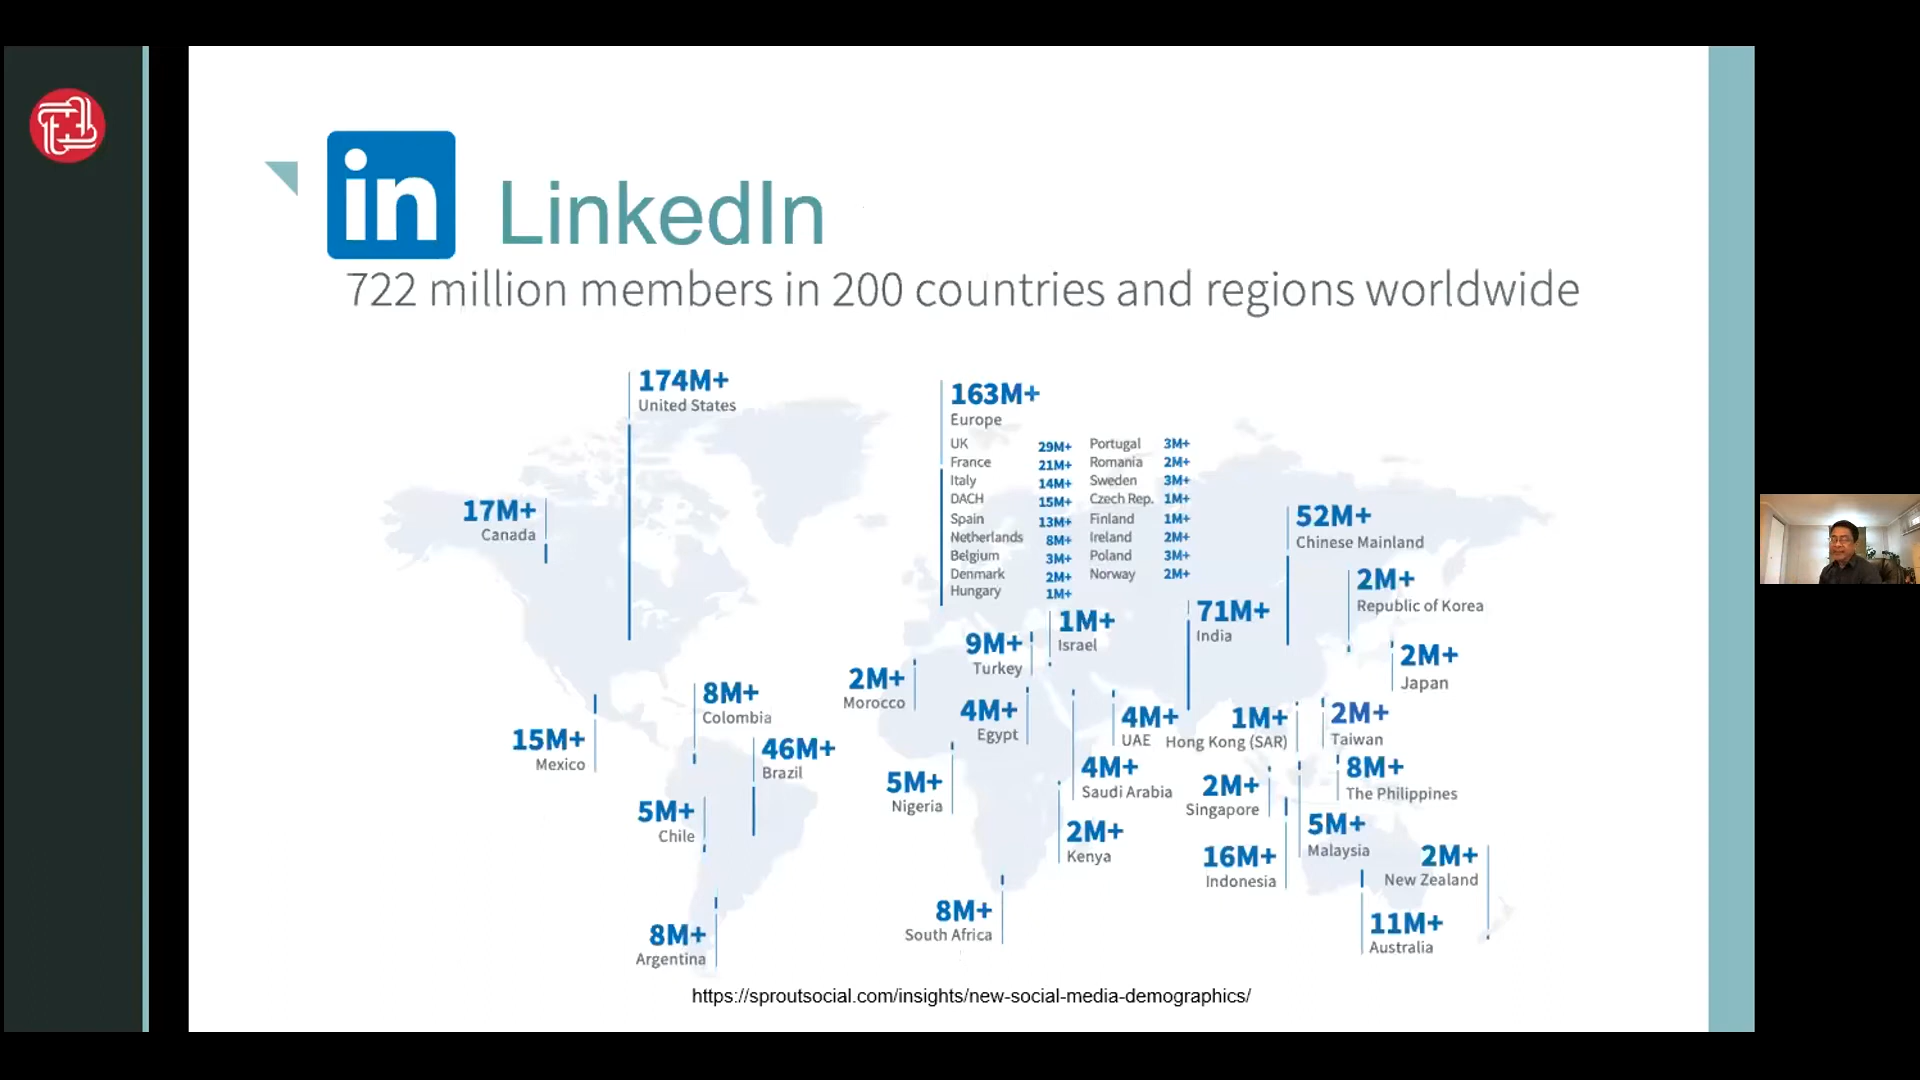 in LinkedIn
722 million members in 200 countries and regions worldwide
174M+
United States
163M+
Europe
UK 29M+ Portugal 3M+
France 21M+ Romania 2M+
Italy 14M+ Sweden 3M+
DACH 15M+ Czech Rep. 1M+
Spain 13M+ Finland 1M+
Netherlands 8M+ Ireland 2M+
Belgium 3M+ Poland 3M+
Denmark 2M+ Norway 2M+
Hungary 1M+
17M+
Canada
52M+
Chinese Mainland
2M+
Republic of Korea
71M+
India
1M+
Israel
9M+
Turkey
2M+
Japan
2M+
Morocco
8M+
Colombia
4M+
Egypt
4M+
UAE
1M+
Hong Kong (SAR)
2M+
Taiwan
15M+
Mexico
46M+
Brazil
5M+
Nigeria
4M+
Saudi Arabia
2M+
Singapore
8M+
The Philippines
5M+
Chile
2M+
Kenya
5M+
Malaysia
16M+
Indonesia
2M+
New Zealand
8M+
South Africa
11M+
Australia
8M+
Argentina
https://sproutsocial.com/insights/new-social-media-demographics/